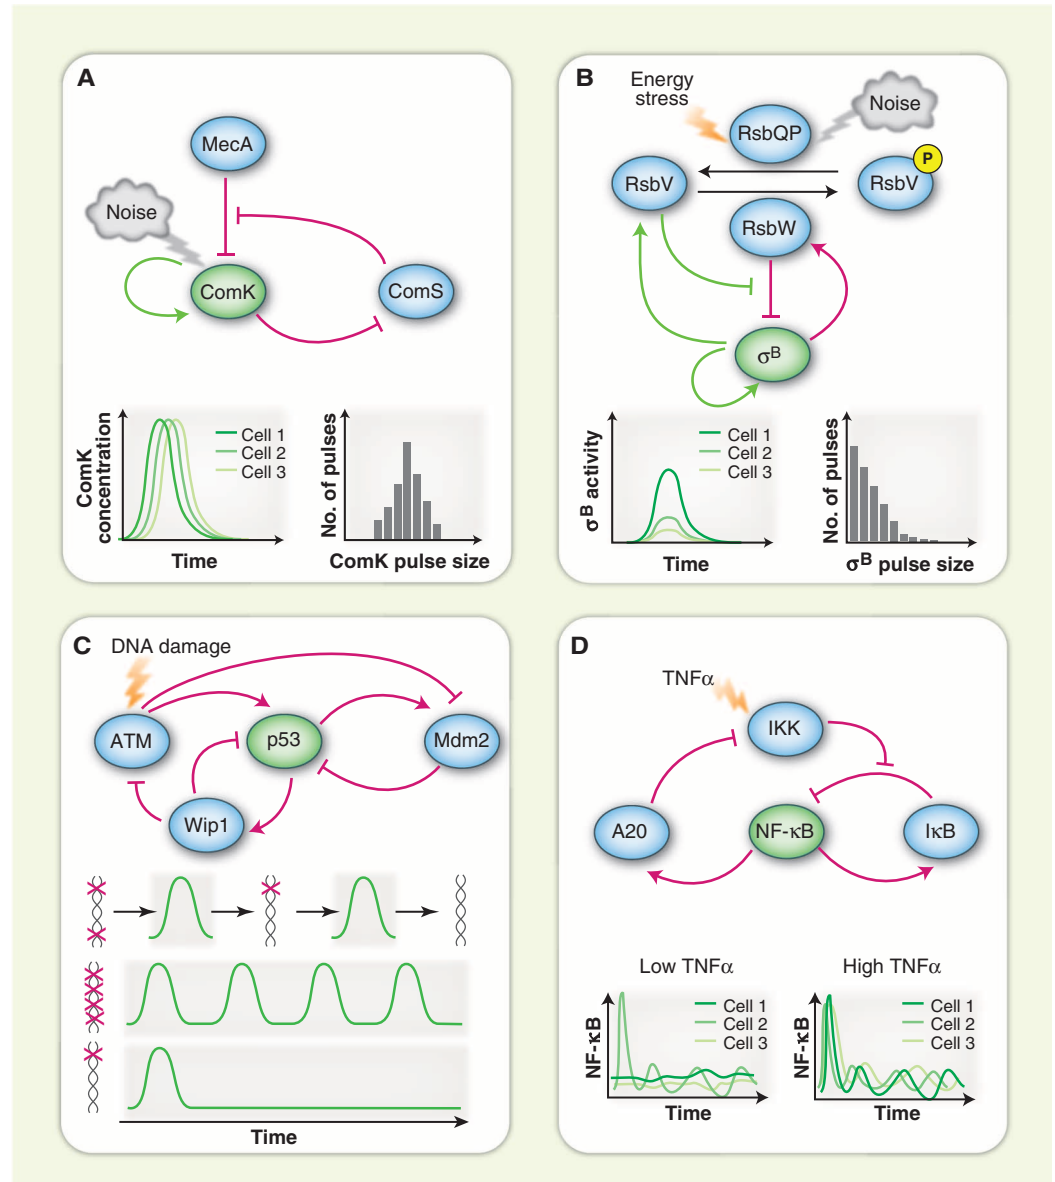 A
MecA
Noise
ComK
ComS
ComK
concentration
Cell 1
Cell 2
Cell 3
Time
No. of pulses
ComK pulse size
B
Energy
stress
Noise
RsbQP
P
RsbV
RsbV
RsbW
σB
σB activity
Cell 1
Cell 2
Cell 3
Time
No. of pulses
σB pulse size
C
DNA damage
ATM
p53
Mdm2
Wip1
Time
D
TNFα
IKK
A20
NF-κB
IκB
Low TNFα
NF-κB
Cell 1
Cell 2
Cell 3
Time
High TNFα
NF-κB
Cell 1
Cell 2
Cell 3
Time